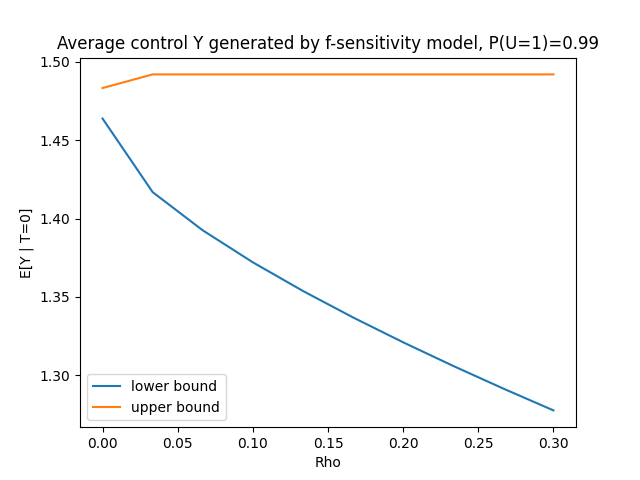 Average control Y generated by f-sensitivity model, P(U=1)=0.99
1.50
1.45
1.40
1.35
1.30
E[Y | T=0]
lower bound
upper bound
0.00 0.05 0.10 0.15 0.20 0.25 0.30
Rho